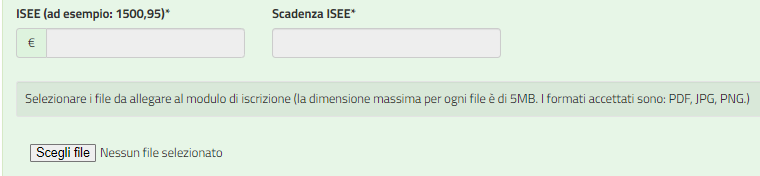 ISEE (ad esempio: 1500,95)* Scadenza ISEE*
€
Selezionare i file da allegare al modulo di iscrizione (la dimensione massima per ogni file è di 5MB. I formati accettati sono: PDF, JPG, PNG.)
Scegli file Nessun file selezionato